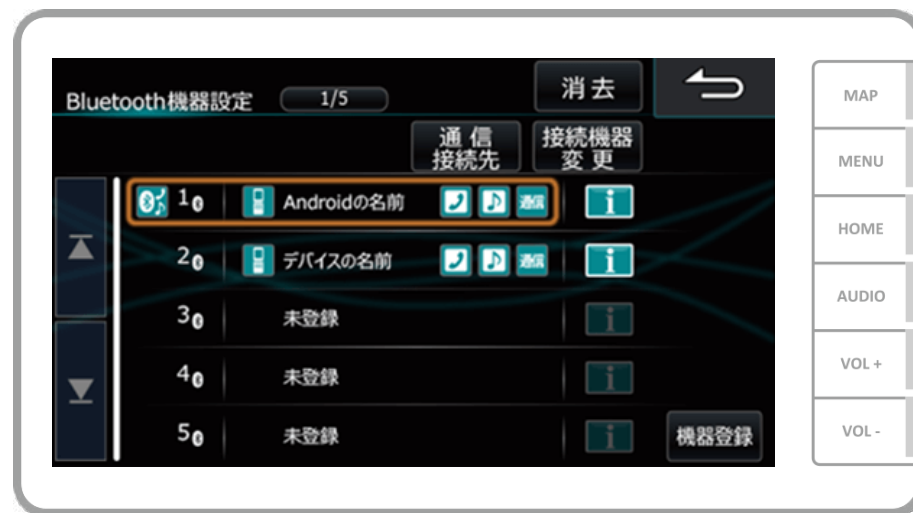 Bluetooth機器設定
1/5
消去
通信
接続先
接続機器
変更
1
Androidの名前
通信
i
2
デバイスの名前
通信
i
3
未登録
i
4
未登録
i
5
未登録
i
機器登録
MAP
MENU
HOME
AUDIO
VOL +
VOL -